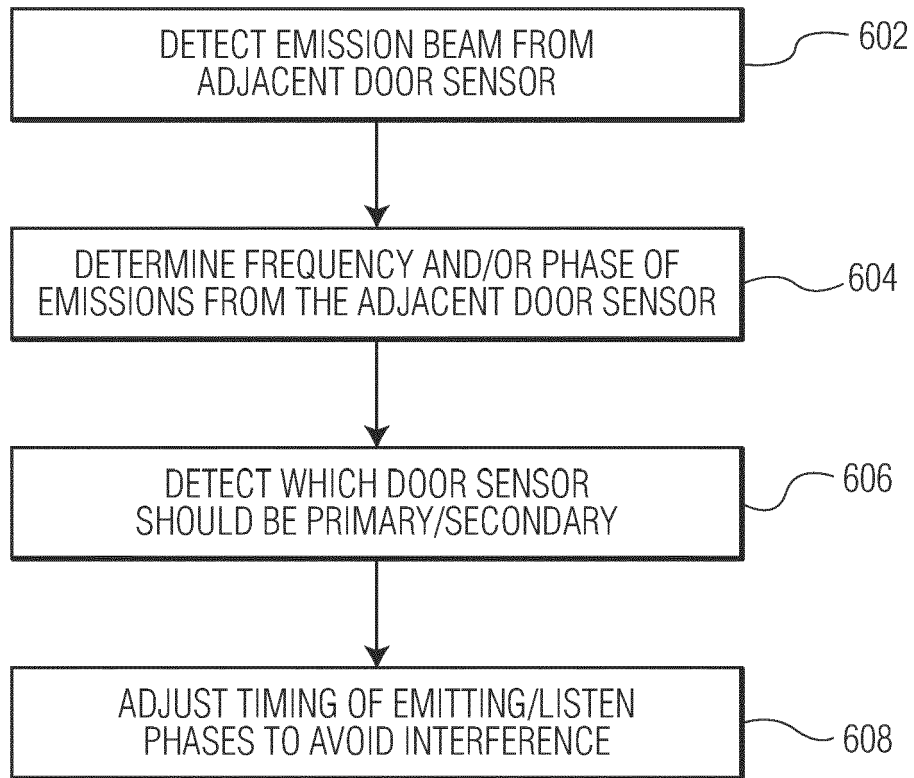 DETECT EMISSION BEAM FROM
ADJACENT DOOR SENSOR
602
DETERMINE FREQUENCY AND/OR PHASE OF
EMISSIONS FROM THE ADJACENT DOOR SENSOR
604
DETECT WHICH DOOR SENSOR
SHOULD BE PRIMARY/SECONDARY
606
ADJUST TIMING OF EMITTING/LISTEN
PHASES TO AVOID INTERFERENCE
608